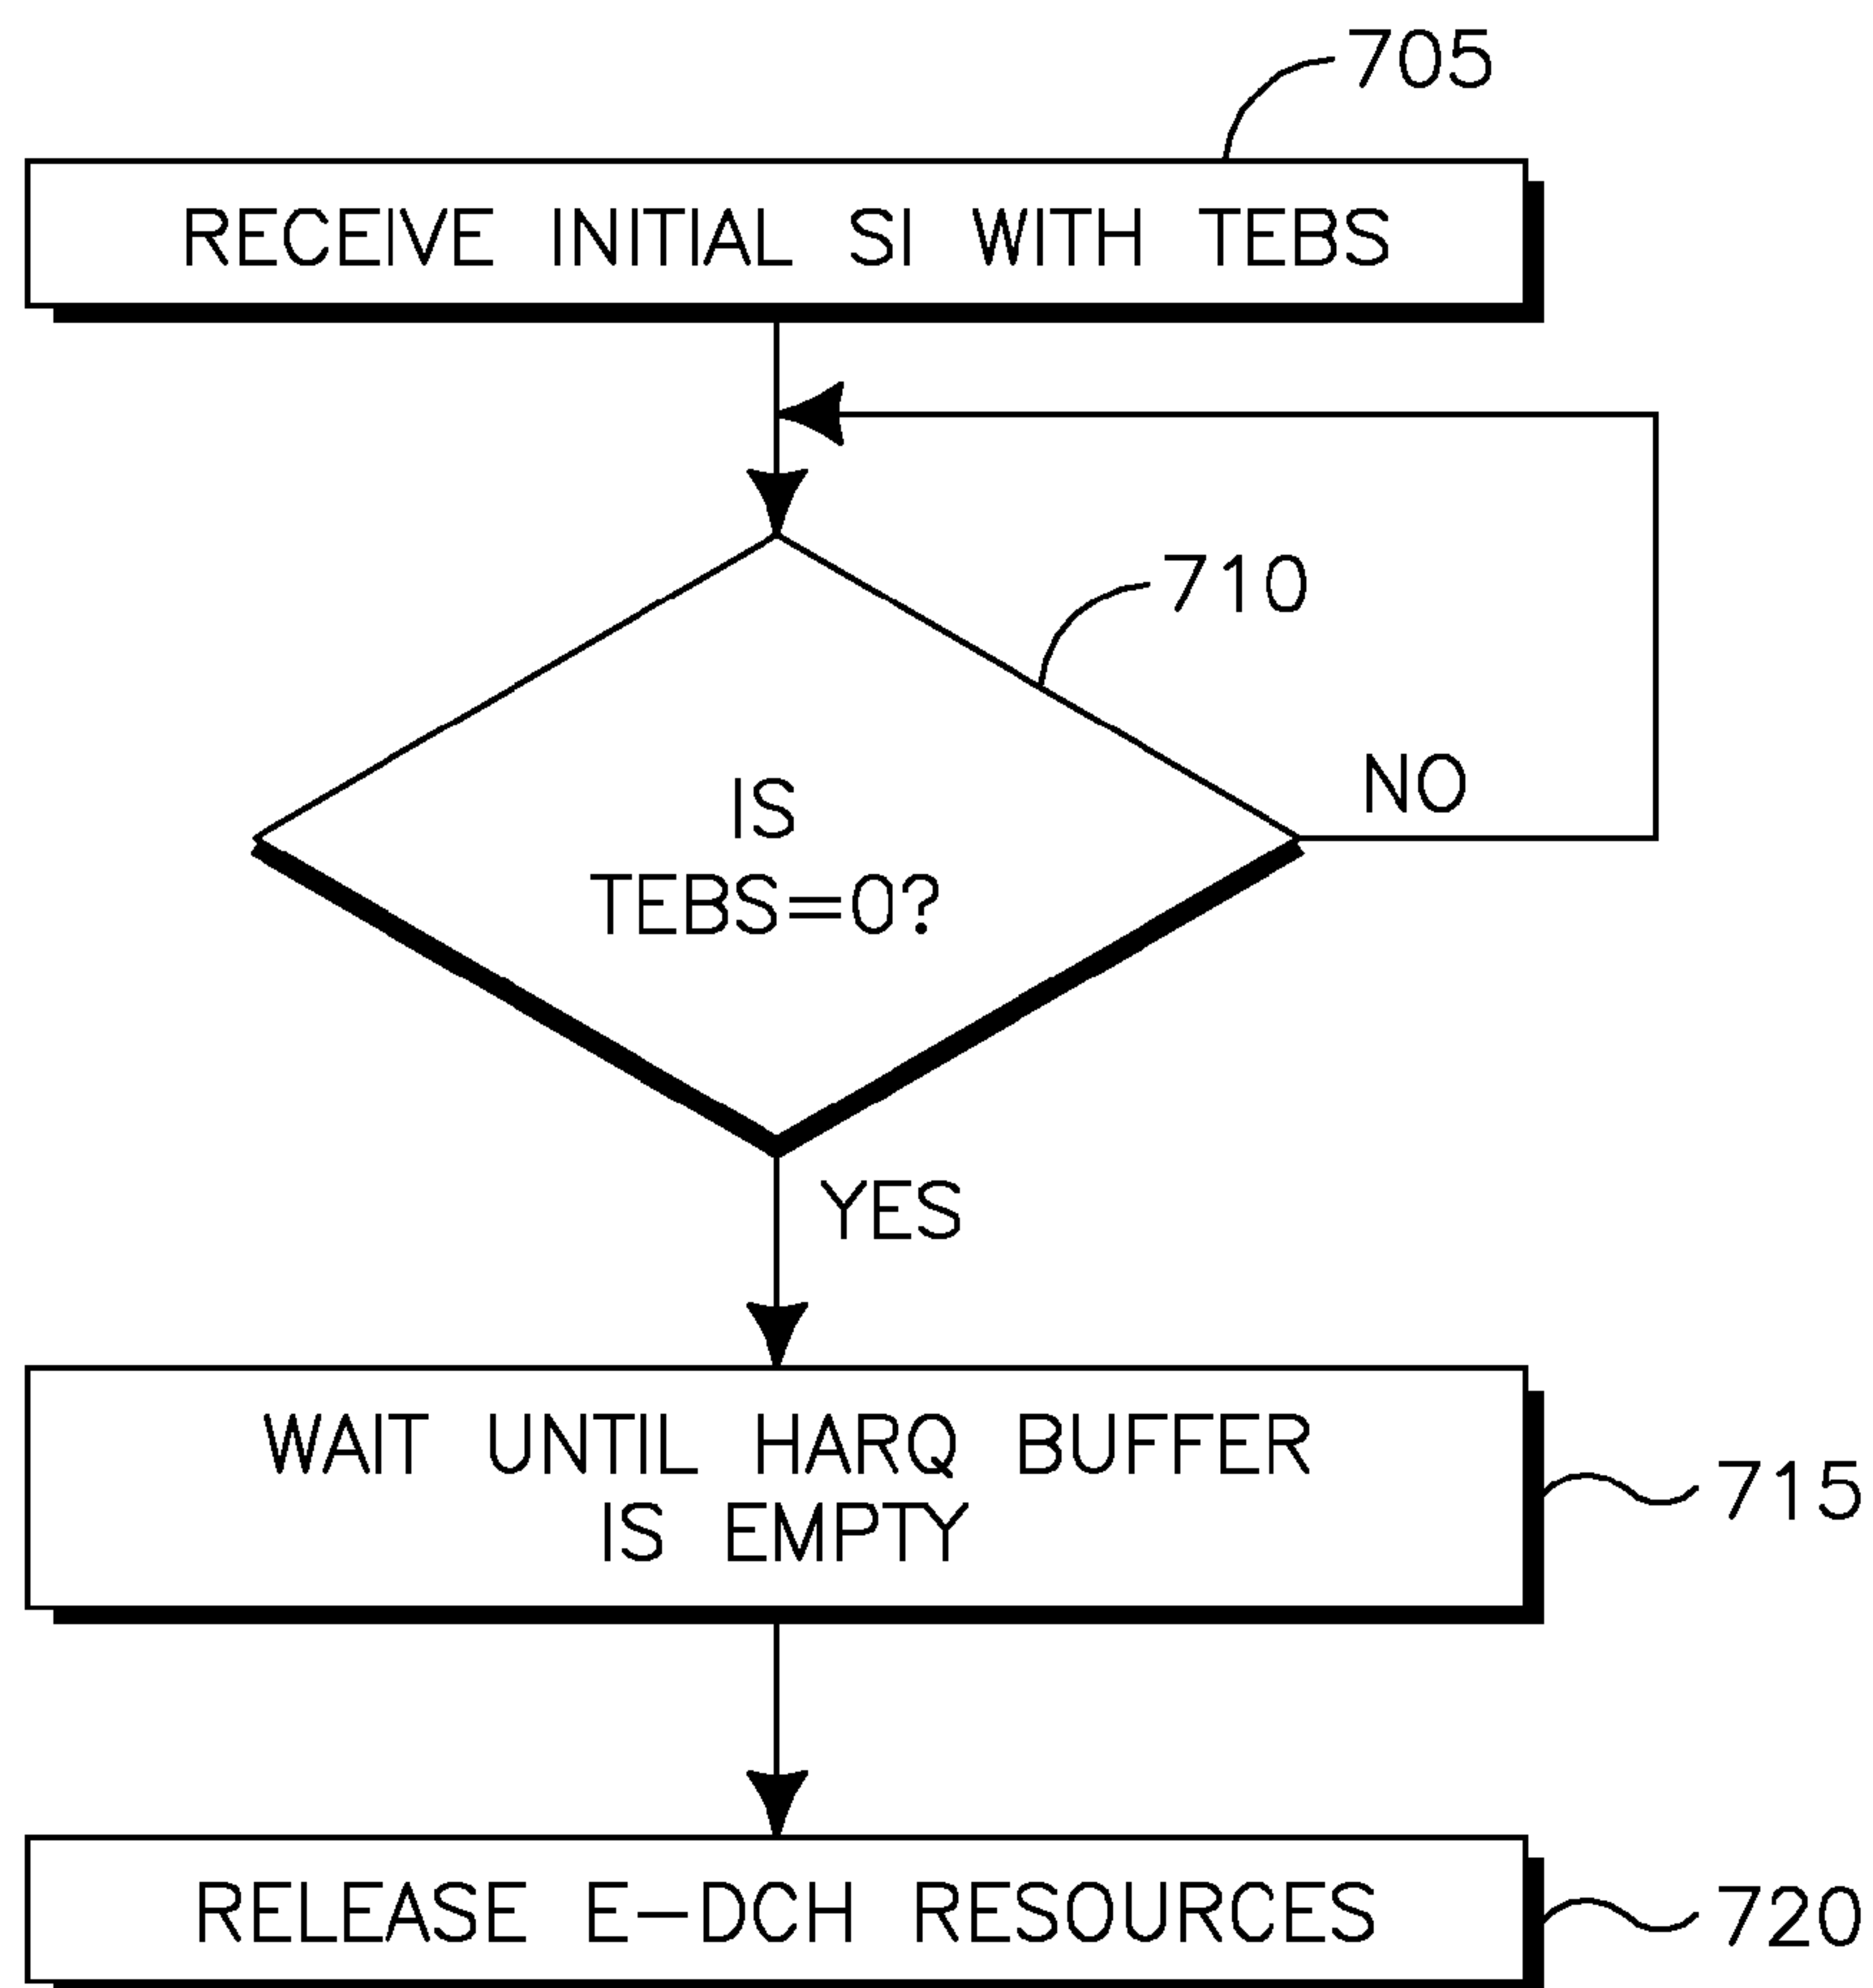 705
RECEIVE INITIAL SI WITH TEBS
710
NO
IS
TEBS=0?
YES
WAIT UNTIL HARQ BUFFER
IS EMPTY
715
RELEASE E-DCH RESOURCES
720